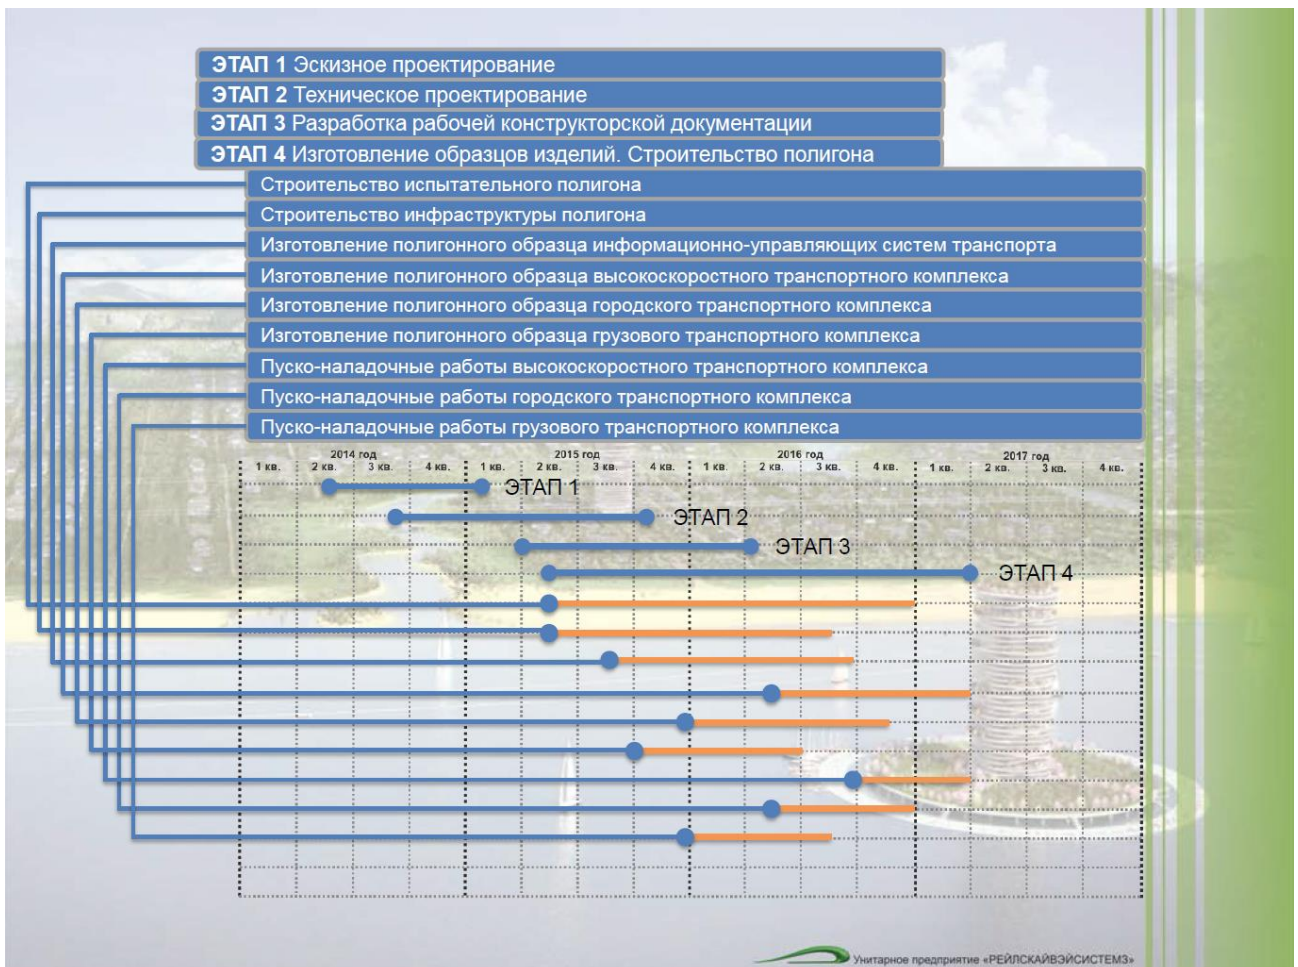 ЭТАП 1 Эскизное проектирование
ЭТАП 2 Техническое проектирование
ЭТАП 3 Разработка рабочей конструкторской документации
ЭТАП 4 Изготовление образцов изделий. Строительство полигона
Строительство испытательного полигона
Строительство инфраструктуры полигона
Изготовление полигонного образца информационно-управляющих систем транспорта
Изготовление полигонного образца высокоскоростного транспортного комплекса
Изготовление полигонного образца городского транспортного комплекса
Изготовление полигонного образца грузового транспортного комплекса
Пуско-наладочные работы высокоскоростного транспортного комплекса
Пуско-наладочные работы городского транспортного комплекса
Пуско-наладочные работы грузового транспортного комплекса
2014 год 2015 год 2016 год 2017 год
1 кв. 2 кв. 3 кв. 4 кв. 1 кв. 2 кв. 3 кв. 4 кв. 1 кв. 2 кв. 3 кв. 4 кв. 1 кв. 2 кв. 3 кв. 4 кв.
ЭТАП 1
ЭТАП 2
ЭТАП 3
ЭТАП 4
Унитарное предприятие «РЕЙЛСКАЙВЭЙСИСТЕМЗ»